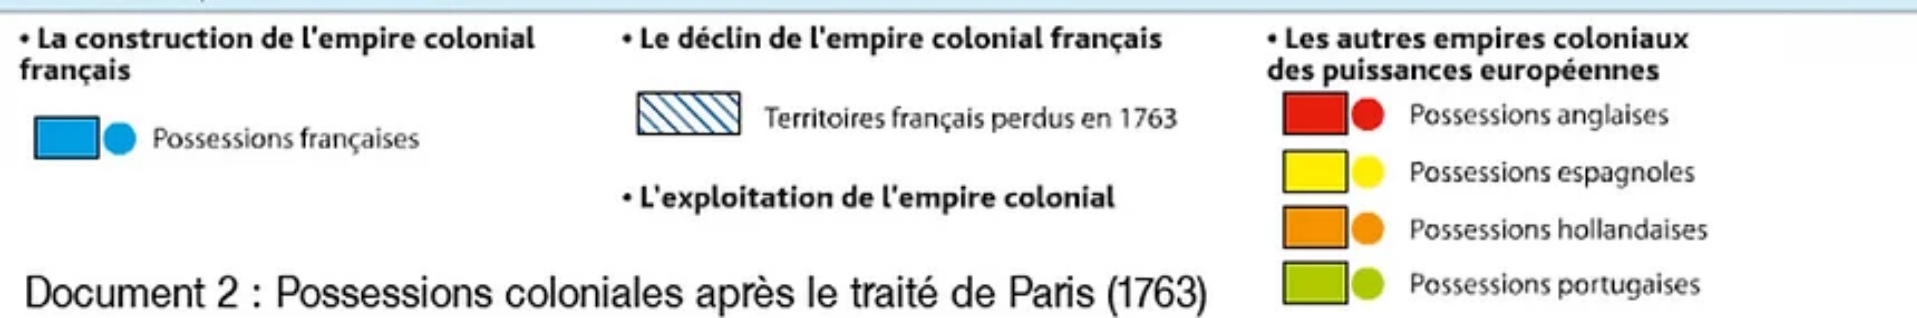 • La construction de l'empire colonial
français
Possessions françaises
• Le déclin de l'empire colonial français
Territoires français perdus en 1763
• L'exploitation de l'empire colonial
• Les autres empires coloniaux
des puissances européennes
Possessions anglaises
Possessions espagnoles
Possessions hollandaises
Possessions portugaises
Document 2 : Possessions coloniales après le traité de Paris (1763)